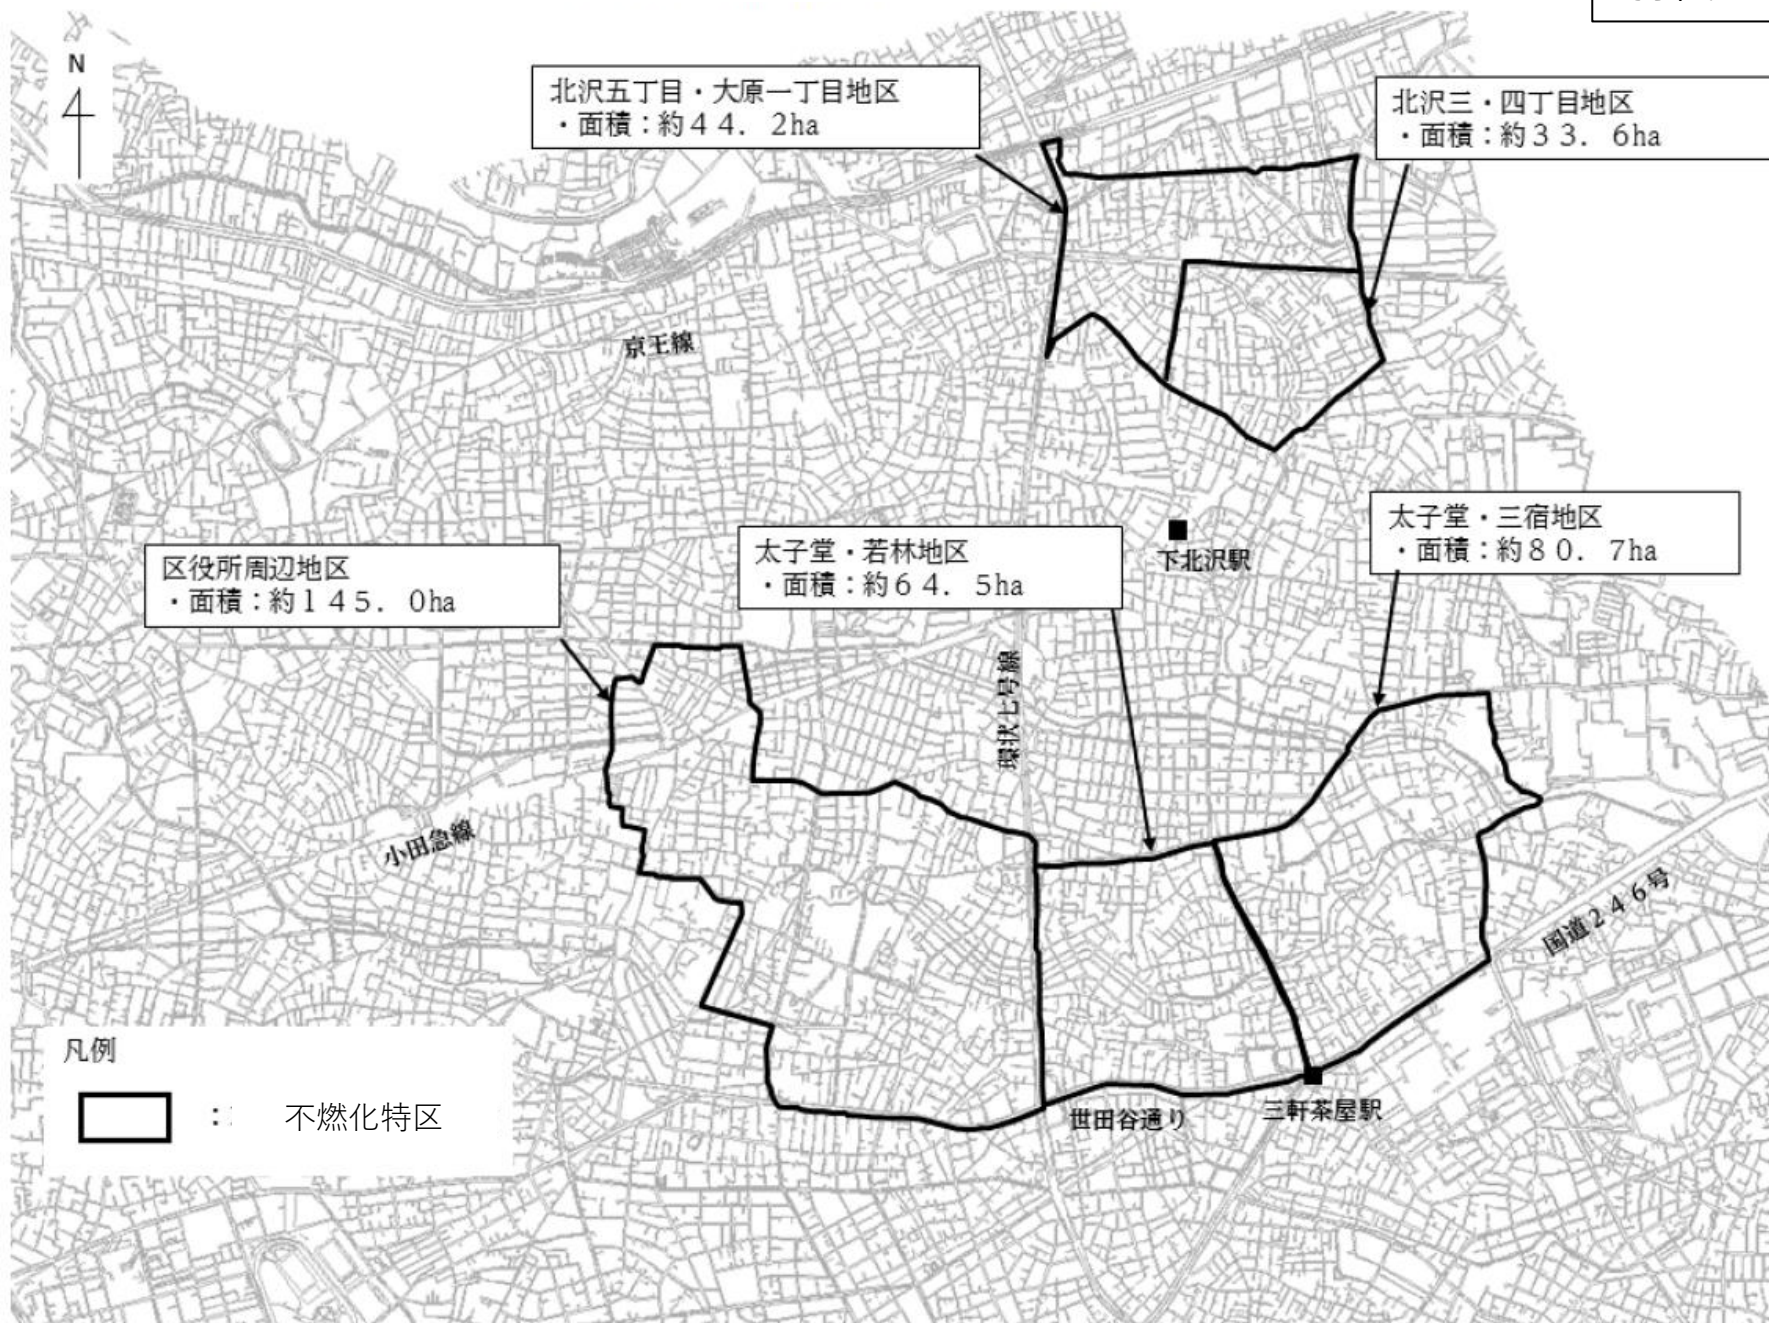 N
北沢五丁目・大原一丁目地区
・面積:約44.2ha
北沢三・四丁目地区
・面積:約33.6ha
京王線
下北沢駅
太子堂・三宿地区
・面積:約80.7ha
太子堂・若林地区
・面積:約64.5ha
区役所周辺地区
・面積:約145.0ha
環状七号線
小田急線
国道246号
世田谷通り
三軒茶屋駅
凡例
: 不燃化特区